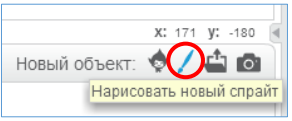 x: 171 y: -180
Новый объект:
Нарисовать новый спрайт